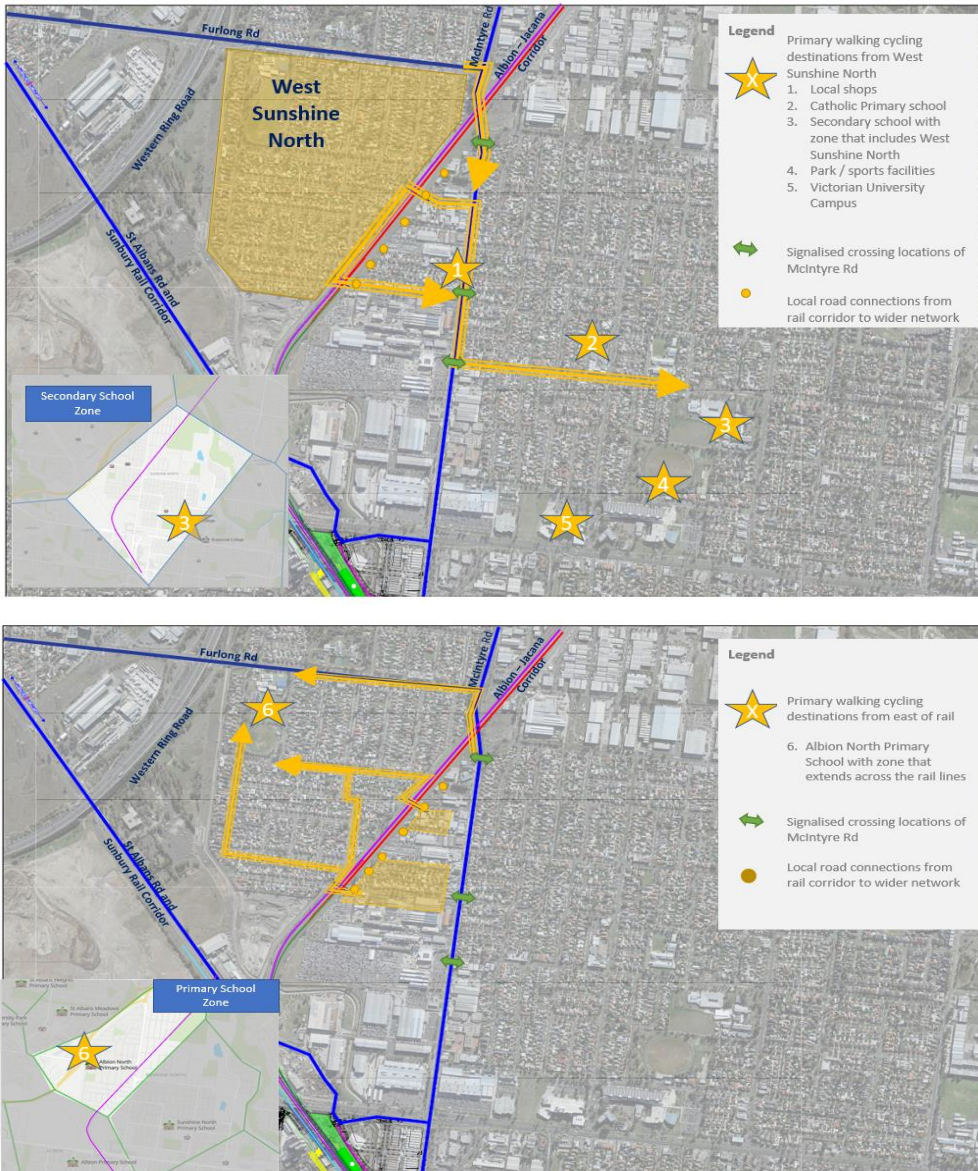 Furlong Rd
McIntyre Rd
Albion – Jacana
Corridor
West
Sunshine
North
Western Ring Road
St Albans Rd and
Sunbury Rail Corridor
1
2
3
4
5
Secondary School
Zone
3
Legend
X
Primary walking cycling
destinations from West
Sunshine North
1. Local shops
2. Catholic Primary school
3. Secondary school with
zone that includes West
Sunshine North
4. Park / sports facilities
5. Victorian University
Campus
Signalised crossing locations of
McIntyre Rd
Local road connections from
rail corridor to wider network
Furlong Rd
McIntyre Rd
Albion – Jacana
Corridor
Western Ring Road
St Albans Rd and
Sunbury Rail Corridor
6
Primary School
Zone
St Albans Meadows
Primary School
6
Albion North
Primary School
Sunshine North
Primary School
Albion Primary School
Legend
X
Primary walking cycling
destinations from east of rail
6. Albion North Primary
School with zone that
extends across the rail lines
Signalised crossing locations of
McIntyre Rd
Local road connections from
rail corridor to wider network